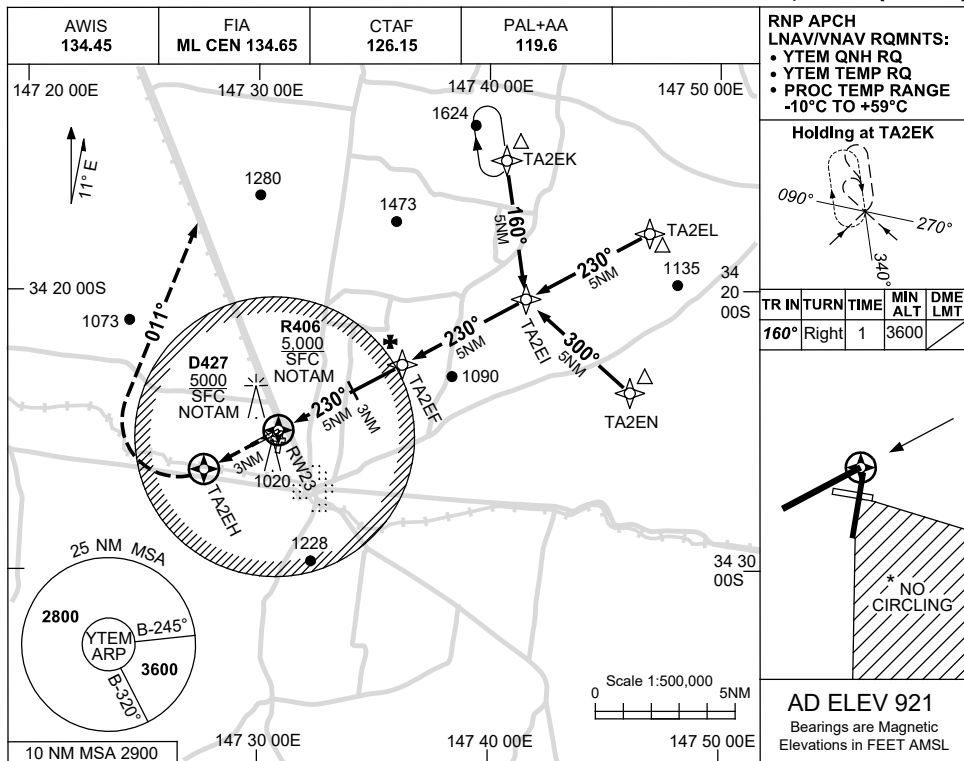 AWIS
134.45
FIA
ML CEN 134.65
CTAF
126.15
PAL+AA
119.6
RNP APCH
LNAV/VNAV RQMNTS:
• YTEM QNH RQ
• YTEM TEMP RQ
• PROC TEMP RANGE
-10°C TO +59°C
147 20 00E
147 30 00E
147 40 00E
147 50 00E
1624
TA2EK
11° E
1280
1473
160°
5NM
TA2EL
230°
5NM
1135
34
20
00S
34 20 00S
1073
011°
R406
5,000
SFC
NOTAM
D427
5000
SFC
NOTAM
230°
5NM
TA2EI
300°
5NM
TA2EN
1090
TA2EF
230°
5NM
3NM
RW23
3NM
1020
TA2EH
1228
34 30
00S
25 NM MSA
2800
YTEM
ARP
B-245°
3600
B-320°
10 NM MSA 2900
147 30 00E
147 40 00E
147 50 00E
Scale 1:500,000
0
5NM
Holding at TA2EK
090°
270°
340°
TR IN
TURN
TIME
MIN
ALT
DME
LMT
160°
Right
1
3600
* NO
CIRCLING
AD ELEV 921
Bearings are Magnetic
Elevations in FEET AMSL